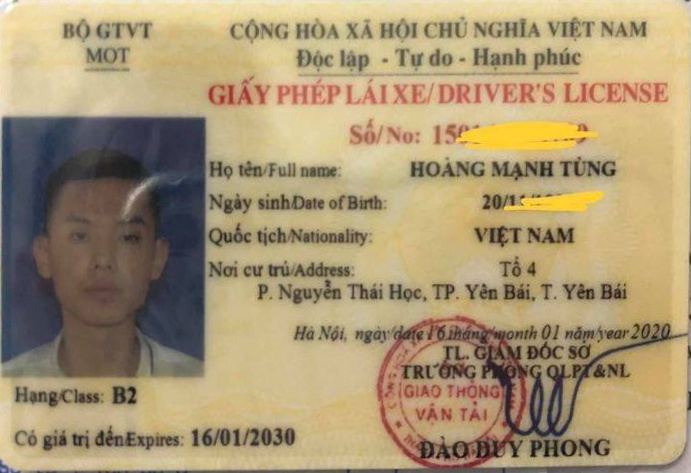 BỘ GTVT
MOT
CỘNG HÒA XÃ HỘI CHỦ NGHĨA VIỆT NAM
Độc lập - Tự do - Hạnh phúc
GIẤY PHÉP LÁI XE/ DRIVER'S LICENSE
Số/No:
Họ tên/Full name: HOÀNG MẠNH TÙNG
Ngày sinh/Date of Birth: 20/11/
Quốc tịch/Nationality: VIỆT NAM
Nơi cư trú/Address: Tổ 4
P. Nguyễn Thái Học, TP. Yên Bái, T. Yên Bái
Hà Nội, ngày/date 16 tháng/month 01 năm/year 2020
TL. GIÁM ĐỐC SỞ
TRƯỞNG PHÒNG QLPT&NL
GIAO THÔNG
VẬN TẢI
ĐÀO DUY PHONG
Hạng/Class: B2
Có giá trị đến/Expires: 16/01/2030